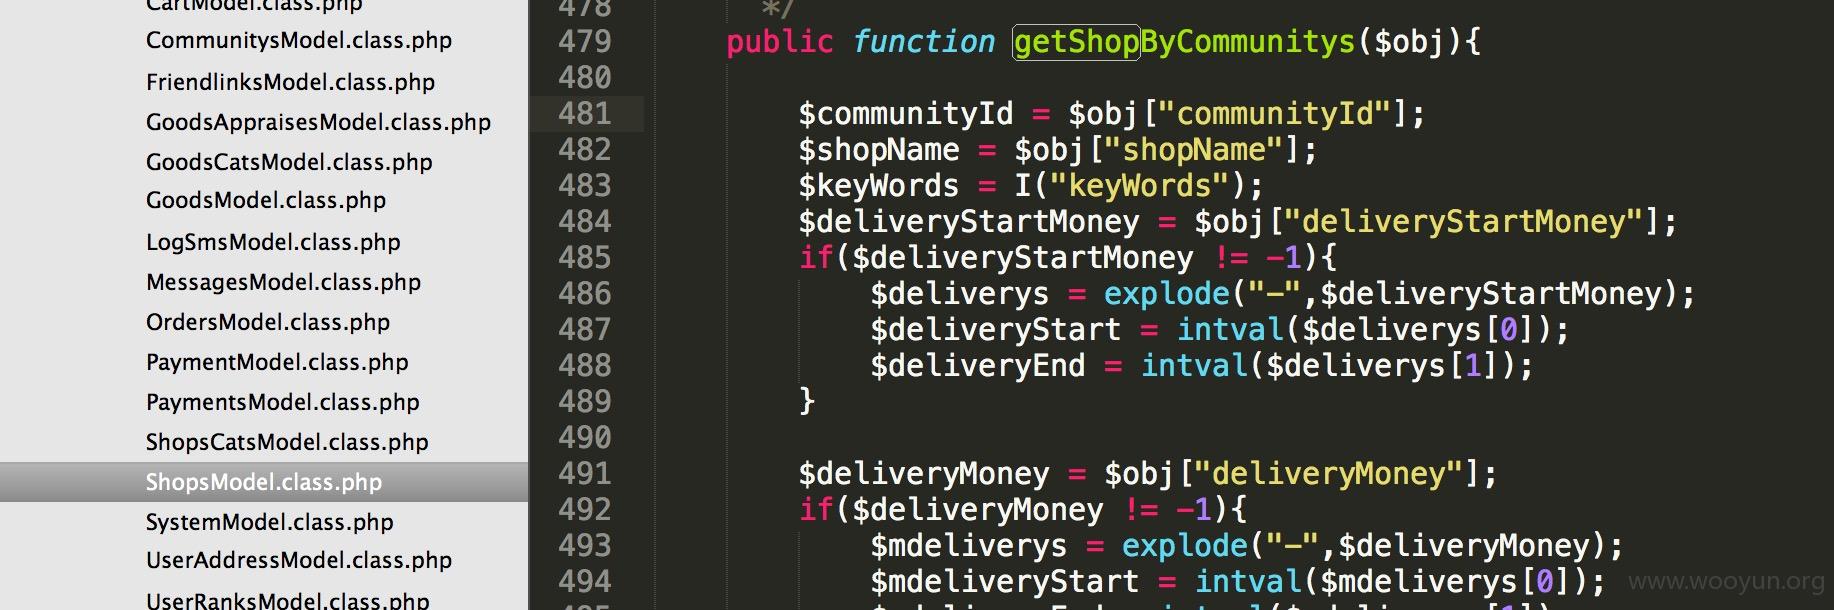 CartModel.class.php
CommunitysModel.class.php
FriendlinksModel.class.php
GoodsAppraisesModel.class.php
GoodsCatsModel.class.php
GoodsModel.class.php
LogSmsModel.class.php
MessagesModel.class.php
OrdersModel.class.php
PaymentModel.class.php
PaymentsModel.class.php
ShopsCatsModel.class.php
ShopsModel.class.php
SystemModel.class.php
UserAddressModel.class.php
UserRanksModel.class.php
478 */
479 public function getShopByCommunitys($obj){
480
481 $communityId = $obj["communityId"];
482 $shopName = $obj["shopName"];
483 $keyWords = I("keyWords");
484 $deliveryStartMoney = $obj["deliveryStartMoney"];
485 if($deliveryStartMoney != -1){
486 $deliverys = explode("-",$deliveryStartMoney);
487 $deliveryStart = intval($deliverys[0]);
488 $deliveryEnd = intval($deliverys[1]);
489 }
490
491 $deliveryMoney = $obj["deliveryMoney"];
492 if($deliveryMoney != -1){
493 $mdeliverys = explode("-",$deliveryMoney);
494 $mdeliveryStart = intval($mdeliverys[0]);
www.wooyun.org